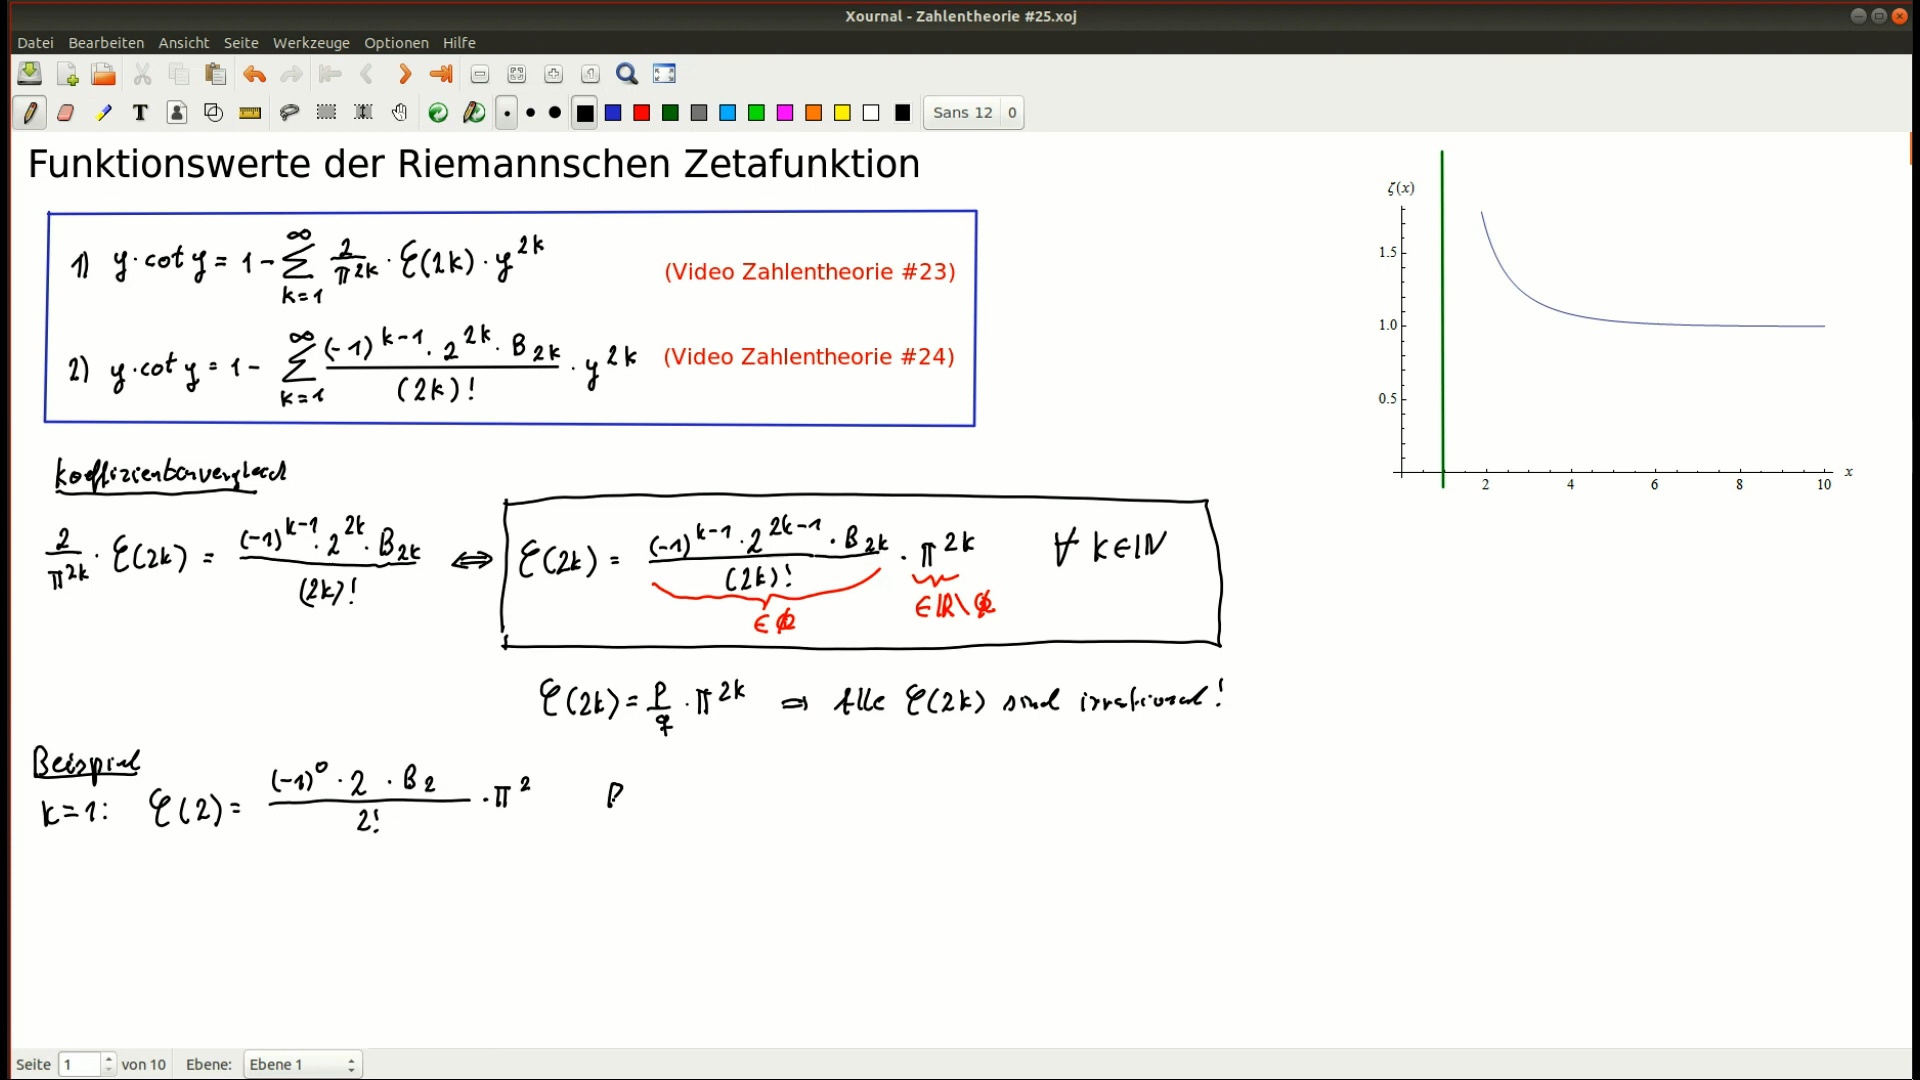 Xournal - Zahlentheorie #25.xoj
Datei Bearbeiten Ansicht Seite Werkzeuge Optionen Hilfe
Sans 12 0
Funktionswerte der Riemannschen Zetafunktion
1) y·cot y = 1 - ∑_{k=1}^{∞} 2/π^{2k} · ζ(2k) · y^{2k} (Video Zahlentheorie #23)
2) y·cot y = 1 - ∑_{k=1}^{∞} ((-1)^{k-1} · 2^{2k} · B_{2k})/(2k)! · y^{2k} (Video Zahlentheorie #24)
Koeffizientenvergleich
2/π^{2k} · ζ(2k) = ((-1)^{k-1} · 2^{2k} · B_{2k})/(2k)! ⇔ ζ(2k) = ((-1)^{k-1} · 2^{2k-1} · B_{2k})/(2k)! · π^{2k} ∀ k∈ℕ
∈ℚ ∈ℝ\ℚ
ζ(2k) = p/q · π^{2k} ⇒ Alle ζ(2k) sind irrational!
Beispiel
k=1: ζ(2) = ((-1)^0 · 2 · B_2)/2! · π^2 B
ζ(x)
1.5
1.0
0.5
2 4 6 8 10 x
Seite 1 von 10 Ebene: Ebene 1